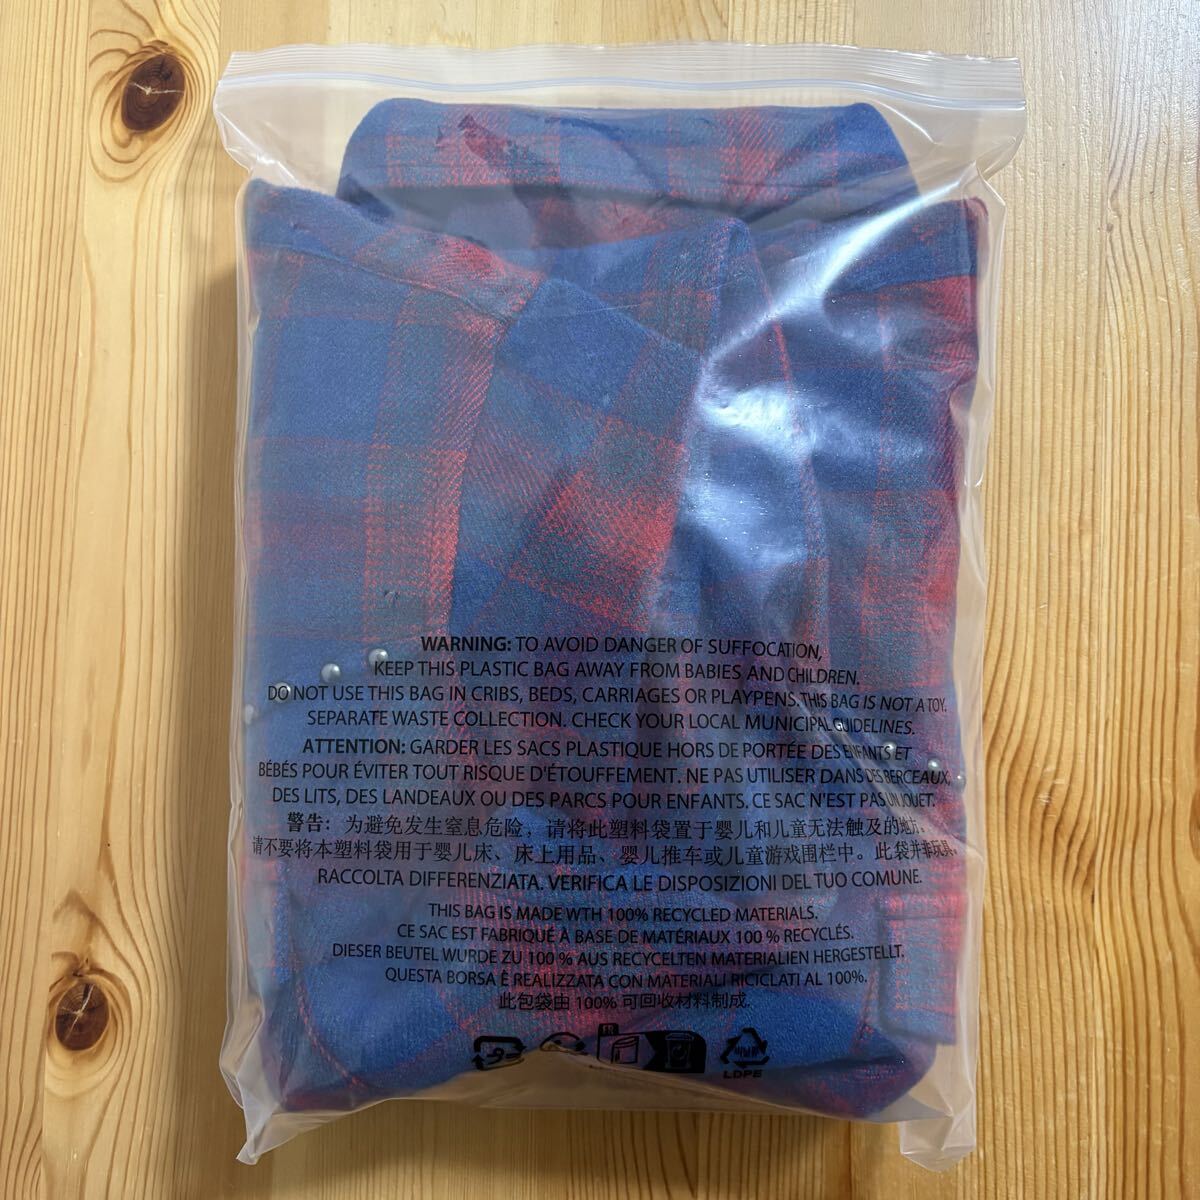 WARNING: TO AVOID DANGER OF SUFFOCATION,
KEEP THIS PLASTIC BAG AWAY FROM BABIES AND CHILDREN.
DO NOT USE THIS BAG IN CRIBS, BEDS, CARRIAGES OR PLAYPENS. THIS BAG IS NOT A TOY.
SEPARATE WASTE COLLECTION. CHECK YOUR LOCAL MUNICIPAL GUIDELINES.
ATTENTION: GARDER LES SACS PLASTIQUE HORS DE PORTÉE DES ENFANTS ET
BÉBÉS POUR ÉVITER TOUT RISQUE D'ÉTOUFFEMENT. NE PAS UTILISER DANS DES BERCEAUX,
DES LITS, DES LANDEAUX OU DES PARCS POUR ENFANTS. CE SAC N'EST PAS UN JOUET.
警告：为避免发生窒息危险，请将此塑料袋置于婴儿和儿童无法触及的地方。
请不要将本塑料袋用于婴儿床、床上用品、婴儿推车或儿童游戏围栏中。此袋并非玩具。
RACCOLTA DIFFERENZIATA. VERIFICA LE DISPOSIZIONI DEL TUO COMUNE.
THIS BAG IS MADE WTH 100% RECYCLED MATERIALS.
CE SAC EST FABRIQUÉ À BASE DE MATÉRIAUX 100 % RECYCLÉS.
DIESER BEUTEL WURDE ZU 100 % AUS RECYCELTEN MATERIALIEN HERGESTELLT.
QUESTA BORSA È REALIZZATA CON MATERIALI RICICLATI AL 100%.
此包袋由 100% 可回收材料制成.
プラ
FR
LDPE